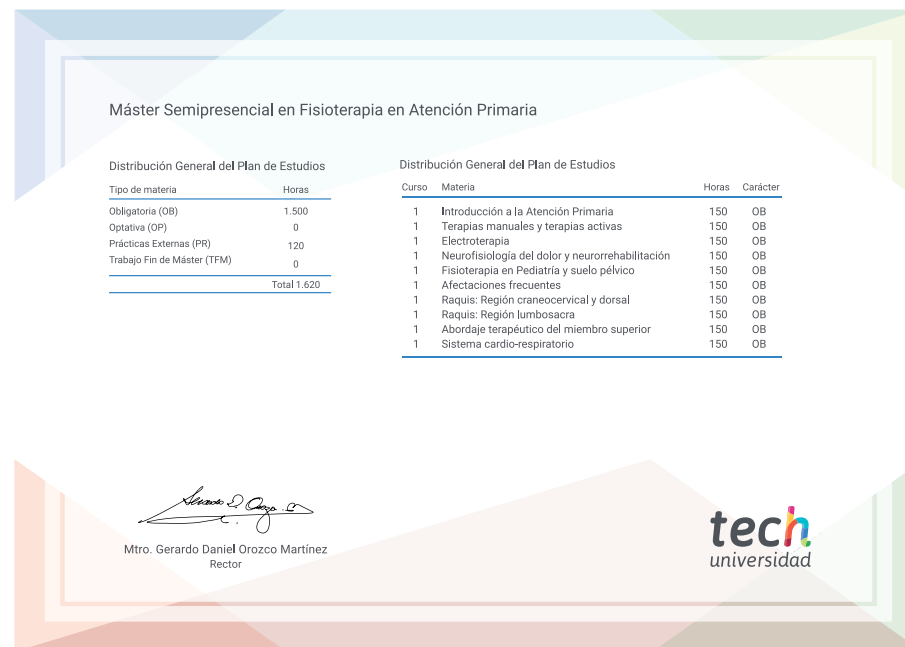 Máster Semipresencial en Fisioterapia en Atención Primaria
Distribución General del Plan de Estudios
Tipo de materia Horas
Obligatoria (OB) 1.500
Optativa (OP) 0
Prácticas Externas (PR) 120
Trabajo Fin de Máster (TFM) 0
Total 1.620
Distribución General del Plan de Estudios
Curso Materia Horas Carácter
1 Introducción a la Atención Primaria 150 OB
1 Terapias manuales y terapias activas 150 OB
1 Electroterapia 150 OB
1 Neurofisiología del dolor y neurorrehabilitación 150 OB
1 Fisioterapia en Pediatría y suelo pélvico 150 OB
1 Afectaciones frecuentes 150 OB
1 Raquis: Región craneocervical y dorsal 150 OB
1 Raquis: Región lumbosacra 150 OB
1 Abordaje terapéutico del miembro superior 150 OB
1 Sistema cardio-respiratorio 150 OB
Mtro. Gerardo Daniel Orozco Martínez
Rector
tech
universidad